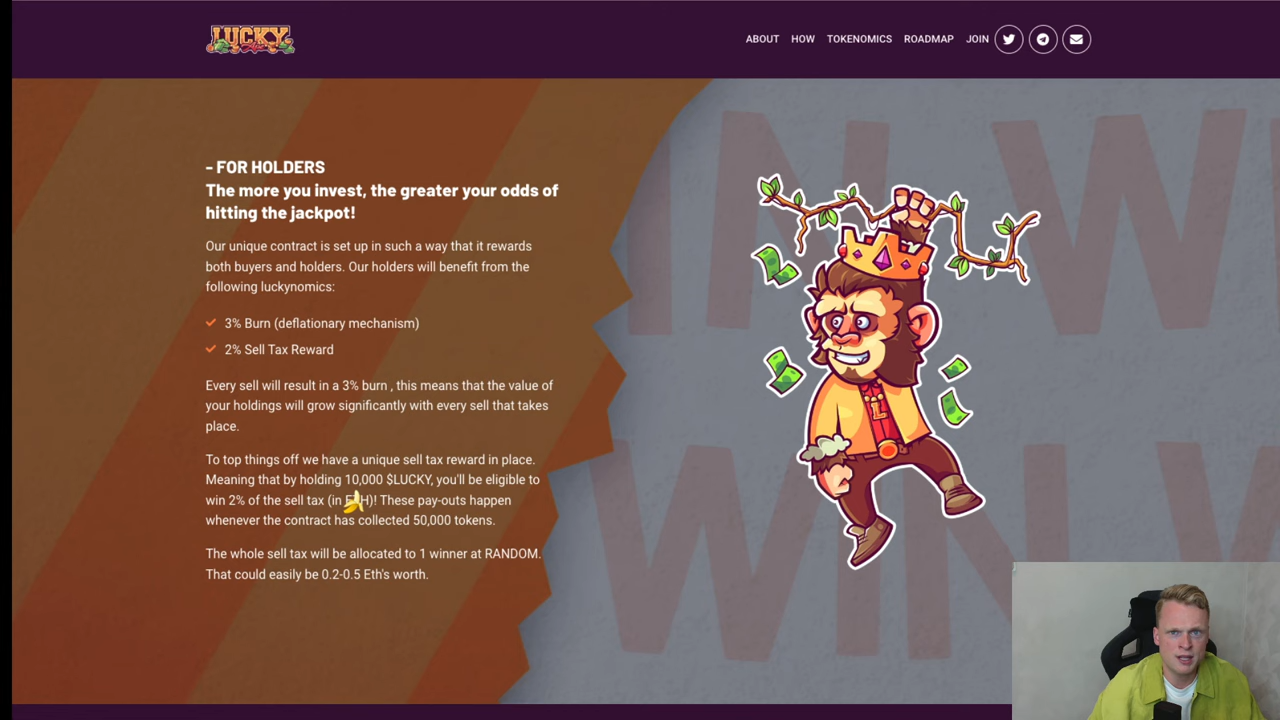 LUCKY
ABOUT HOW TOKENOMICS ROADMAP JOIN
– FOR HOLDERS
The more you invest, the greater your odds of
hitting the jackpot!
Our unique contract is set up in such a way that it rewards
both buyers and holders. Our holders will benefit from the
following luckynomics:
3% Burn (deflationary mechanism)
2% Sell Tax Reward
Every sell will result in a 3% burn , this means that the value of
your holdings will grow significantly with every sell that takes
place.
To top things off we have a unique sell tax reward in place.
Meaning that by holding 10,000 $LUCKY, you'll be eligible to
win 2% of the sell tax (in ETH)! These pay-outs happen
whenever the contract has collected 50,000 tokens.
The whole sell tax will be allocated to 1 winner at RANDOM.
That could easily be 0.2-0.5 Eth's worth.
IN WI
WIN W
L